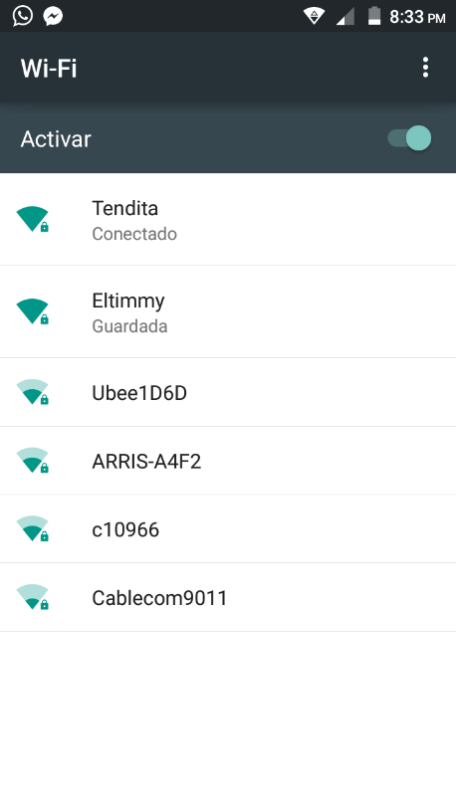 8:33 PM
Wi-Fi
Activar
Tendita
Conectado
Eltimmy
Guardada
Ubee1D6D
ARRIS-A4F2
c10966
Cablecom9011